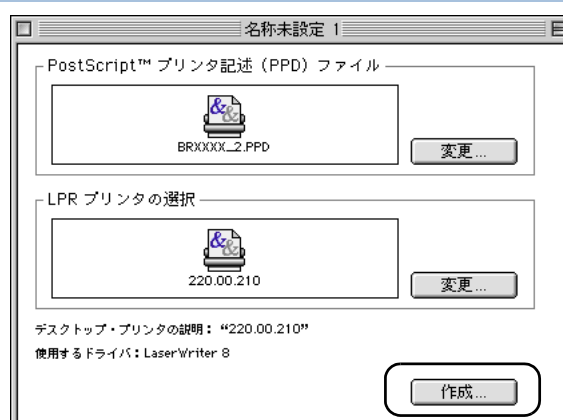 名称未設定 1
PostScript™ プリンタ記述（PPD）ファイル
BRXXXX_2.PPD
変更...
LPR プリンタの選択
220.00.210
変更...
デスクトップ・プリンタの説明： “220.00.210”
使用するドライバ：LaserWriter 8
作成...